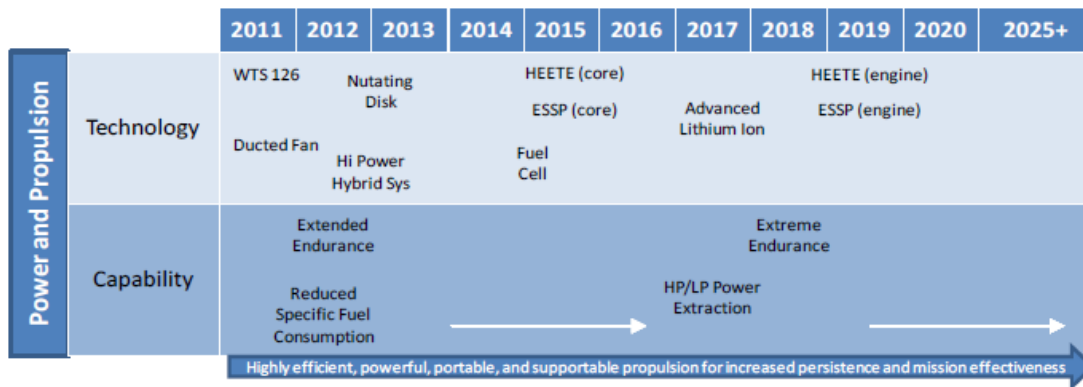 2011 2012 2013 2014 2015 2016 2017 2018 2019 2020 2025+
Power and Propulsion
Technology
WTS 126
Nutating
Disk
HEETE (core)
HEETE (engine)
ESSP (core)
Advanced
Lithium Ion
ESSP (engine)
Ducted Fan
Hi Power
Hybrid Sys
Fuel
Cell
Capability
Extended
Endurance
Extreme
Endurance
Reduced
Specific Fuel
Consumption
HP/LP Power
Extraction
Highly efficient, powerful, portable, and supportable propulsion for increased persistence and mission effectiveness